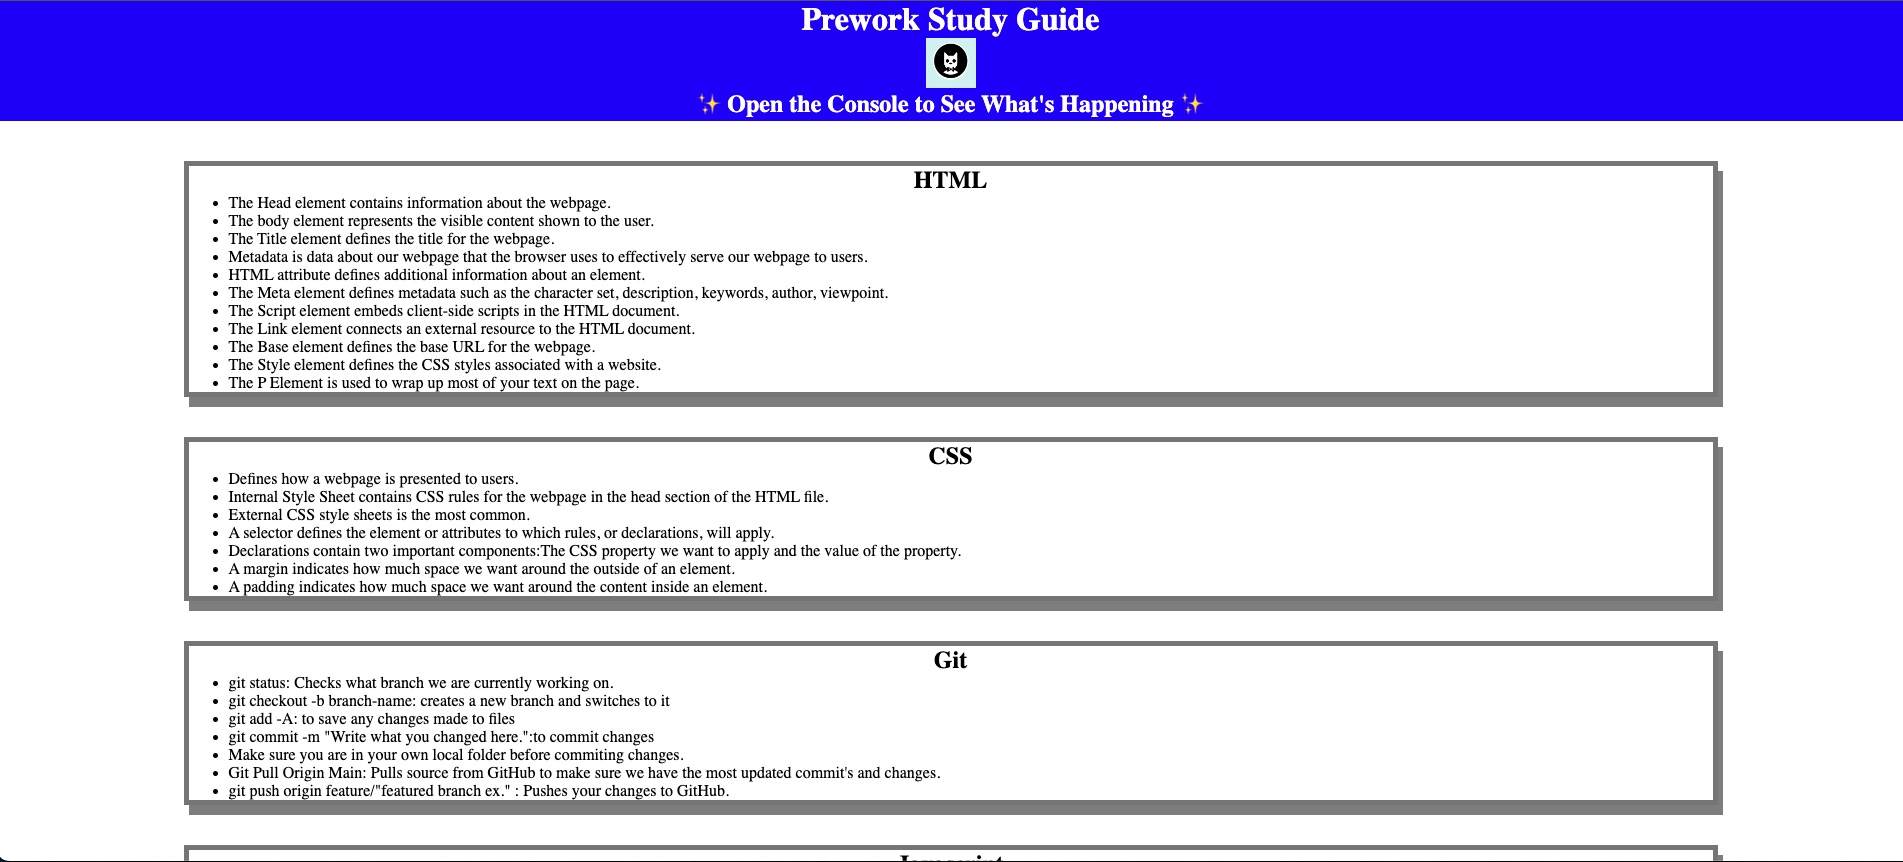 Prework Study Guide
✨ Open the Console to See What's Happening ✨
HTML
• The Head element contains information about the webpage.
• The body element represents the visible content shown to the user.
• The Title element defines the title for the webpage.
• Metadata is data about our webpage that the browser uses to effectively serve our webpage to users.
• HTML attribute defines additional information about an element.
• The Meta element defines metadata such as the character set, description, keywords, author, viewpoint.
• The Script element embeds client-side scripts in the HTML document.
• The Link element connects an external resource to the HTML document.
• The Base element defines the base URL for the webpage.
• The Style element defines the CSS styles associated with a website.
• The P Element is used to wrap up most of your text on the page.
CSS
• Defines how a webpage is presented to users.
• Internal Style Sheet contains CSS rules for the webpage in the head section of the HTML file.
• External CSS style sheets is the most common.
• A selector defines the element or attributes to which rules, or declarations, will apply.
• Declarations contain two important components:The CSS property we want to apply and the value of the property.
• A margin indicates how much space we want around the outside of an element.
• A padding indicates how much space we want around the content inside an element.
Git
• git status: Checks what branch we are currently working on.
• git checkout -b branch-name: creates a new branch and switches to it
• git add -A: to save any changes made to files
• git commit -m "Write what you changed here.":to commit changes
• Make sure you are in your own local folder before commiting changes.
• Git Pull Origin Main: Pulls source from GitHub to make sure we have the most updated commit's and changes.
• git push origin feature/"featured branch ex." : Pushes your changes to GitHub.